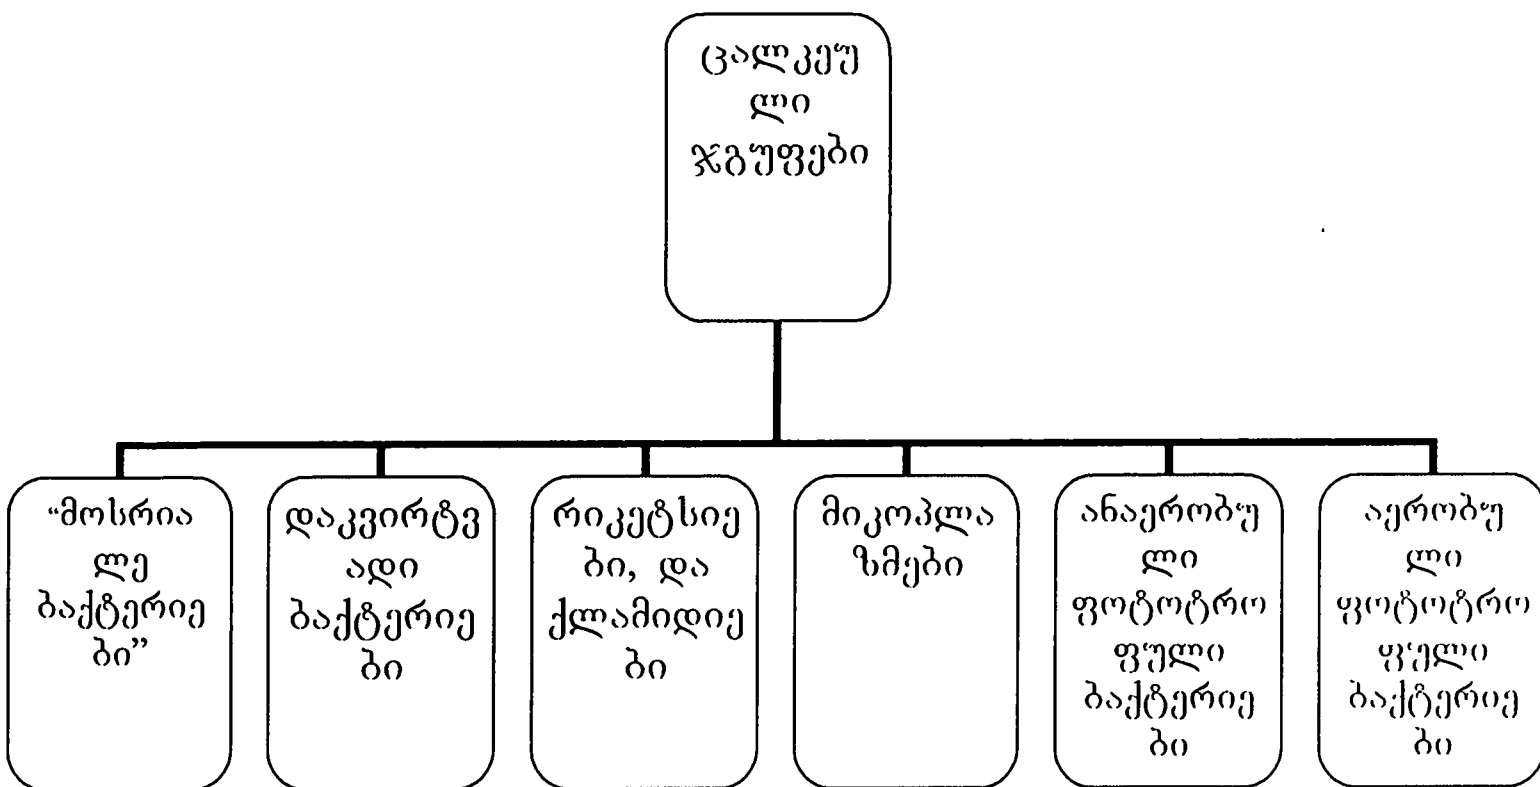 ცალკეუ
ლი
ჯგუფები
“მოსრია
ლე
ბაქტერიე
ბი”
დაკვირტვ
ადი
ბაქტერიე
ბი
რიკეტსიე
ბი, და
ქლამიდიე
ბი
მიკოპლა
ზმები
ანაერობუ
ლი
ფოტოტრო
ფული
ბაქტერიე
ბი
აერობუ
ლი
ფოტოტრო
ფული
ბაქტერიე
ბი